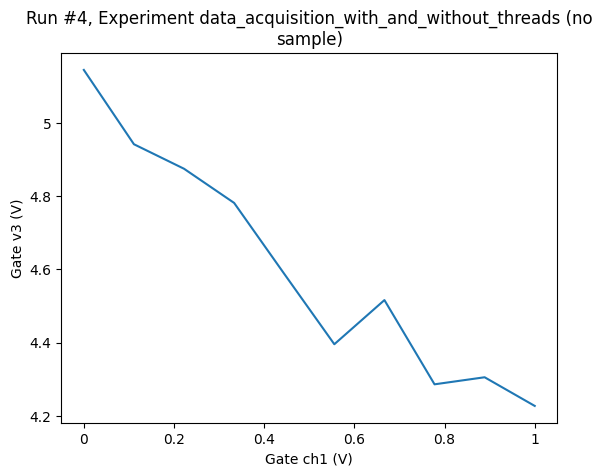 Run #4, Experiment data_acquisition_with_and_without_threads (no
sample)
5
4.8
4.6
4.4
4.2
Gate v3 (V)
0
0.2
0.4
0.6
0.8
1
Gate ch1 (V)